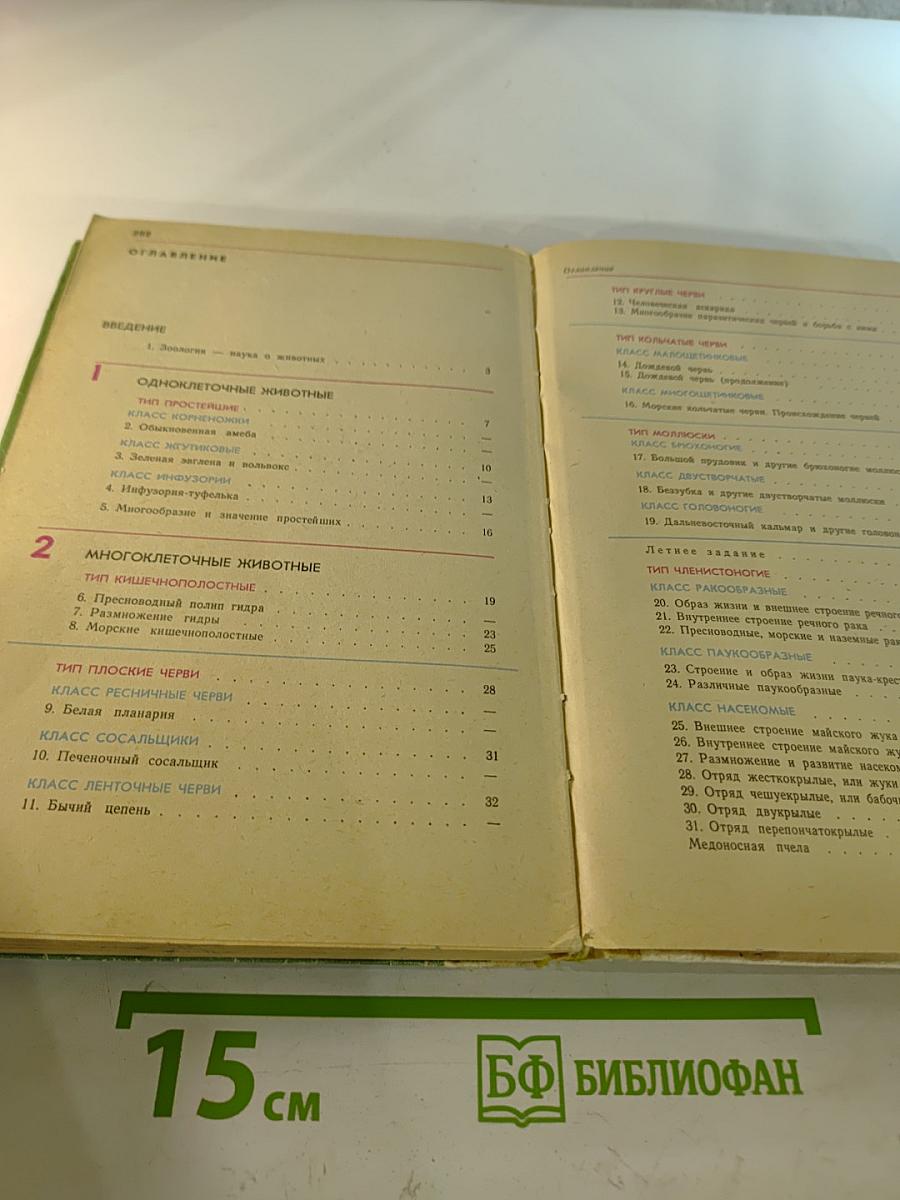 ОГЛАВЛЕНИЕ
ВВЕДЕНИЕ
1. Зоология — наука о животных 3
1 ОДНОКЛЕТОЧНЫЕ ЖИВОТНЫЕ
ТИП ПРОСТЕЙШИЕ 7
КЛАСС КОРНЕНОЖКИ —
2. Обыкновенная амеба —
КЛАСС ЖГУТИКОВЫЕ 10
3. Зеленая эвглена и вольвокс —
КЛАСС ИНФУЗОРИИ 13
4. Инфузория-туфелька —
5. Многообразие и значение простейших 16
2 МНОГОКЛЕТОЧНЫЕ ЖИВОТНЫЕ
ТИП КИШЕЧНОПОЛОСТНЫЕ 19
6. Пресноводный полип гидра —
7. Размножение гидры 23
8. Морские кишечнополостные 25
ТИП ПЛОСКИЕ ЧЕРВИ 28
КЛАСС РЕСНИЧНЫЕ ЧЕРВИ —
9. Белая планария —
КЛАСС СОСАЛЬЩИКИ 31
10. Печеночный сосальщик —
КЛАСС ЛЕНТОЧНЫЕ ЧЕРВИ 32
11. Бычий цепень —
Оглавление
ТИП КРУГЛЫЕ ЧЕРВИ
12. Человеческая аскарида
13. Многообразие паразитических червей и борьба с ними
ТИП КОЛЬЧАТЫЕ ЧЕРВИ
КЛАСС МАЛОЩЕТИНКОВЫЕ
14. Дождевой червь
15. Дождевой червь (продолжение)
КЛАСС МНОГОЩЕТИНКОВЫЕ
16. Морские кольчатые черви. Происхождение червей
ТИП МОЛЛЮСКИ
КЛАСС БРЮХОНОГИЕ
17. Большой прудовик и другие брюхоногие моллюс
КЛАСС ДВУСТВОРЧАТЫЕ
18. Беззубка и другие двустворчатые моллюски
КЛАСС ГОЛОВОНОГИЕ
19. Дальневосточный кальмар и другие головон
Летнее задание
ТИП ЧЛЕНИСТОНОГИЕ
КЛАСС РАКООБРАЗНЫЕ
20. Образ жизни и внешнее строение речного
21. Внутреннее строение речного рака
22. Пресноводные, морские и наземные рак
КЛАСС ПАУКООБРАЗНЫЕ
23. Строение и образ жизни паука-крест
24. Различные паукообразные
КЛАСС НАСЕКОМЫЕ
25. Внешнее строение майского жука
26. Внутреннее строение майского жу
27. Размножение и развитие насеком
28. Отряд жесткокрылые, или жуки
29. Отряд чешуекрылые, или бабоч
30. Отряд двукрылые
31. Отряд перепончатокрылые
Медоносная пчела
15 см
БФ БИБЛИОФАН